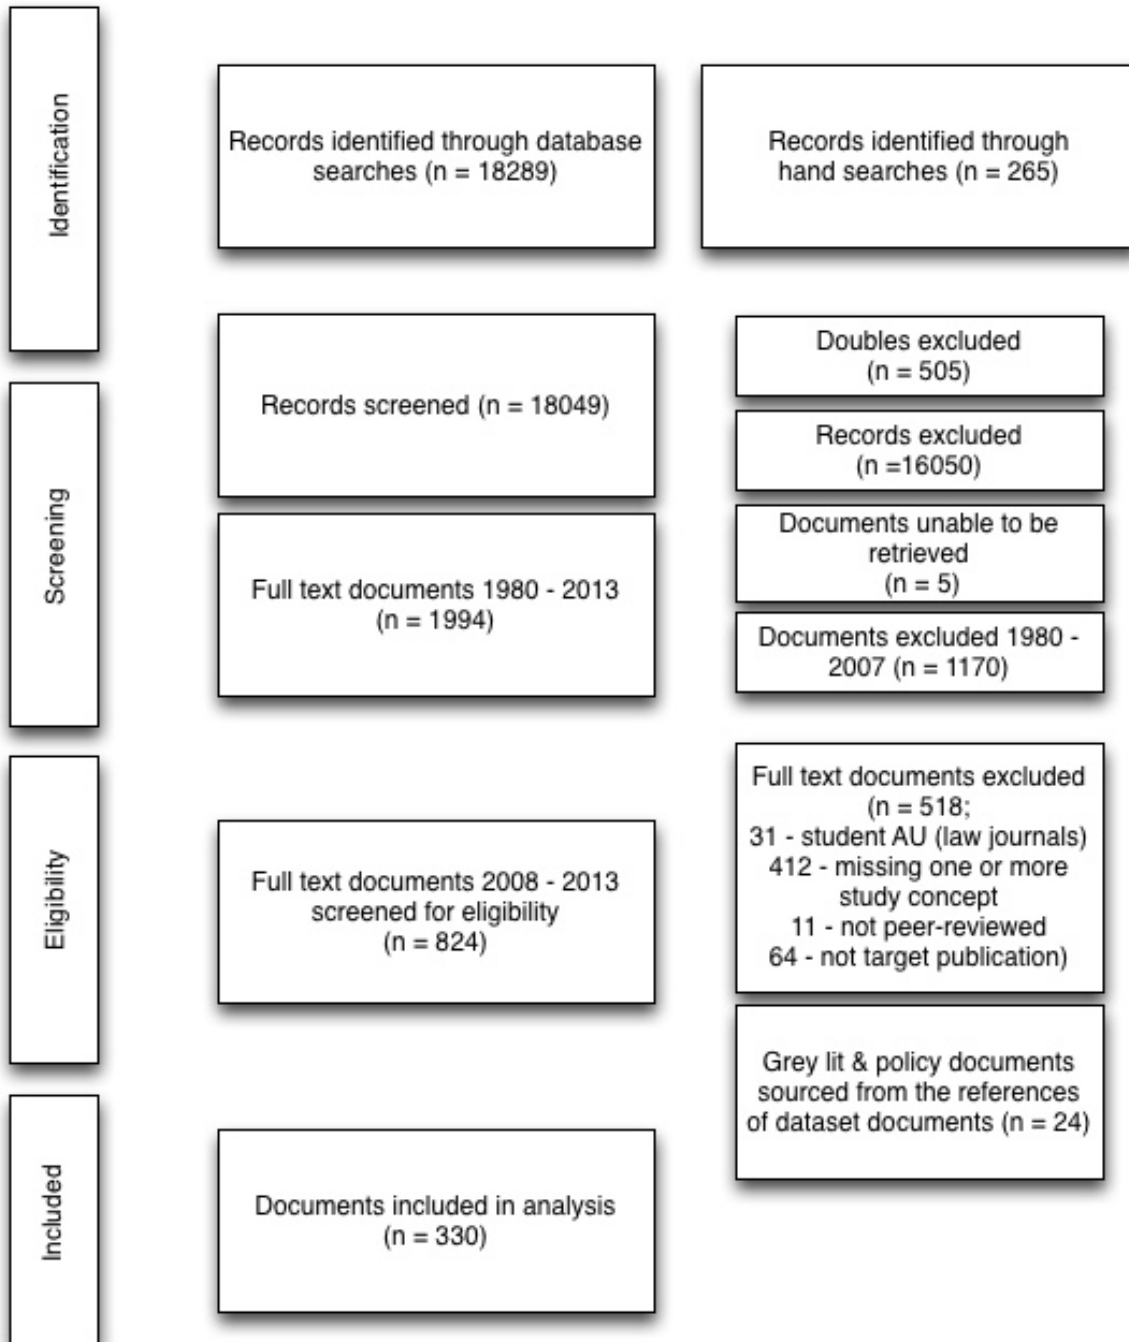 Identification
Records identified through database
searches (n = 18289)
Records identified through
hand searches (n = 265)
Screening
Records screened (n = 18049)
Doubles excluded
(n = 505)
Records excluded
(n =16050)
Full text documents 1980 - 2013
(n = 1994)
Documents unable to be
retrieved
(n = 5)
Documents excluded 1980 -
2007 (n = 1170)
Eligibility
Full text documents 2008 - 2013
screened for eligibility
(n = 824)
Full text documents excluded
(n = 518;
31 - student AU (law journals)
412 - missing one or more
study concept
11 - not peer-reviewed
64 - not target publication)
Grey lit & policy documents
sourced from the references
of dataset documents (n = 24)
Included
Documents included in analysis
(n = 330)